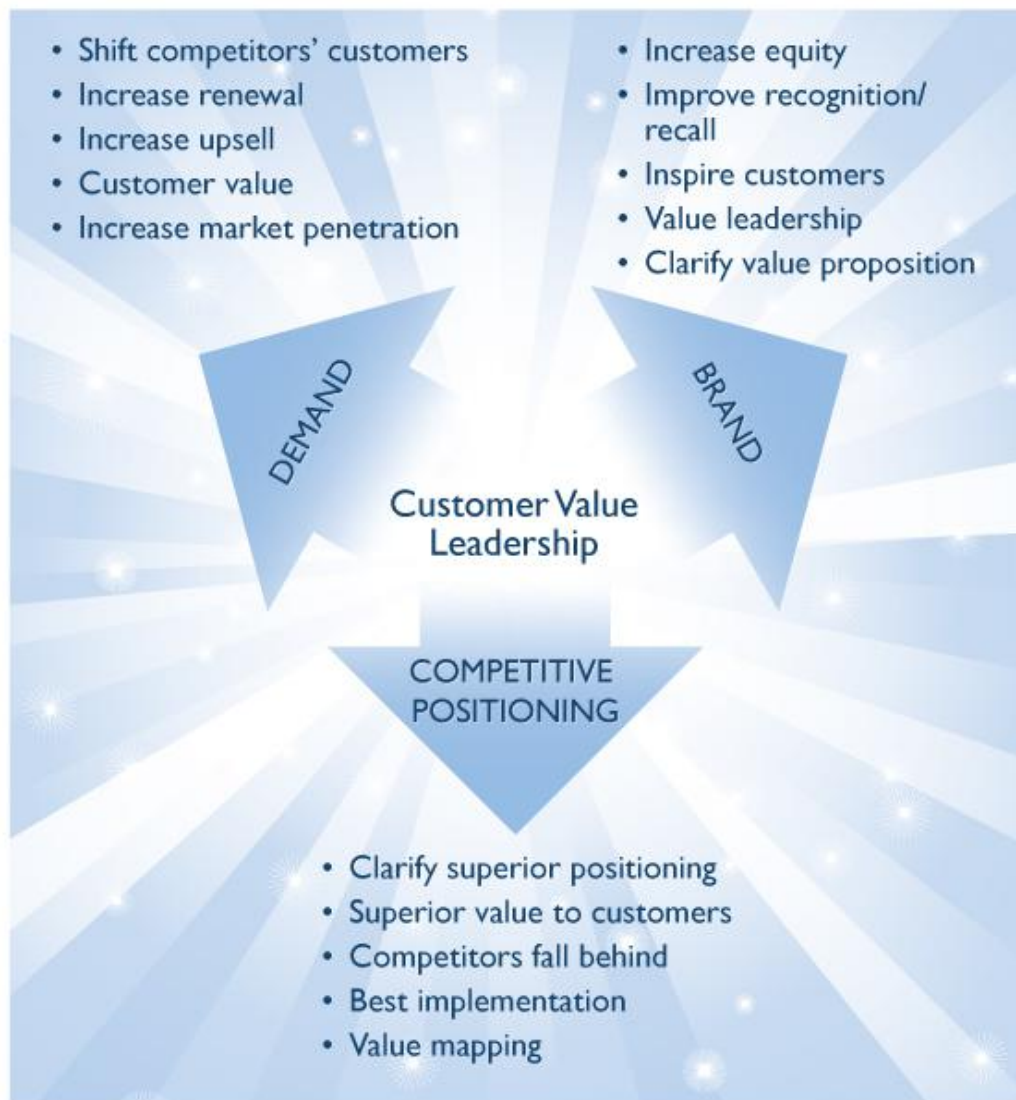 • Shift competitors’ customers
• Increase renewal
• Increase upsell
• Customer value
• Increase market penetration
• Increase equity
• Improve recognition/
recall
• Inspire customers
• Value leadership
• Clarify value proposition
DEMAND
BRAND
Customer Value
Leadership
COMPETITIVE
POSITIONING
• Clarify superior positioning
• Superior value to customers
• Competitors fall behind
• Best implementation
• Value mapping